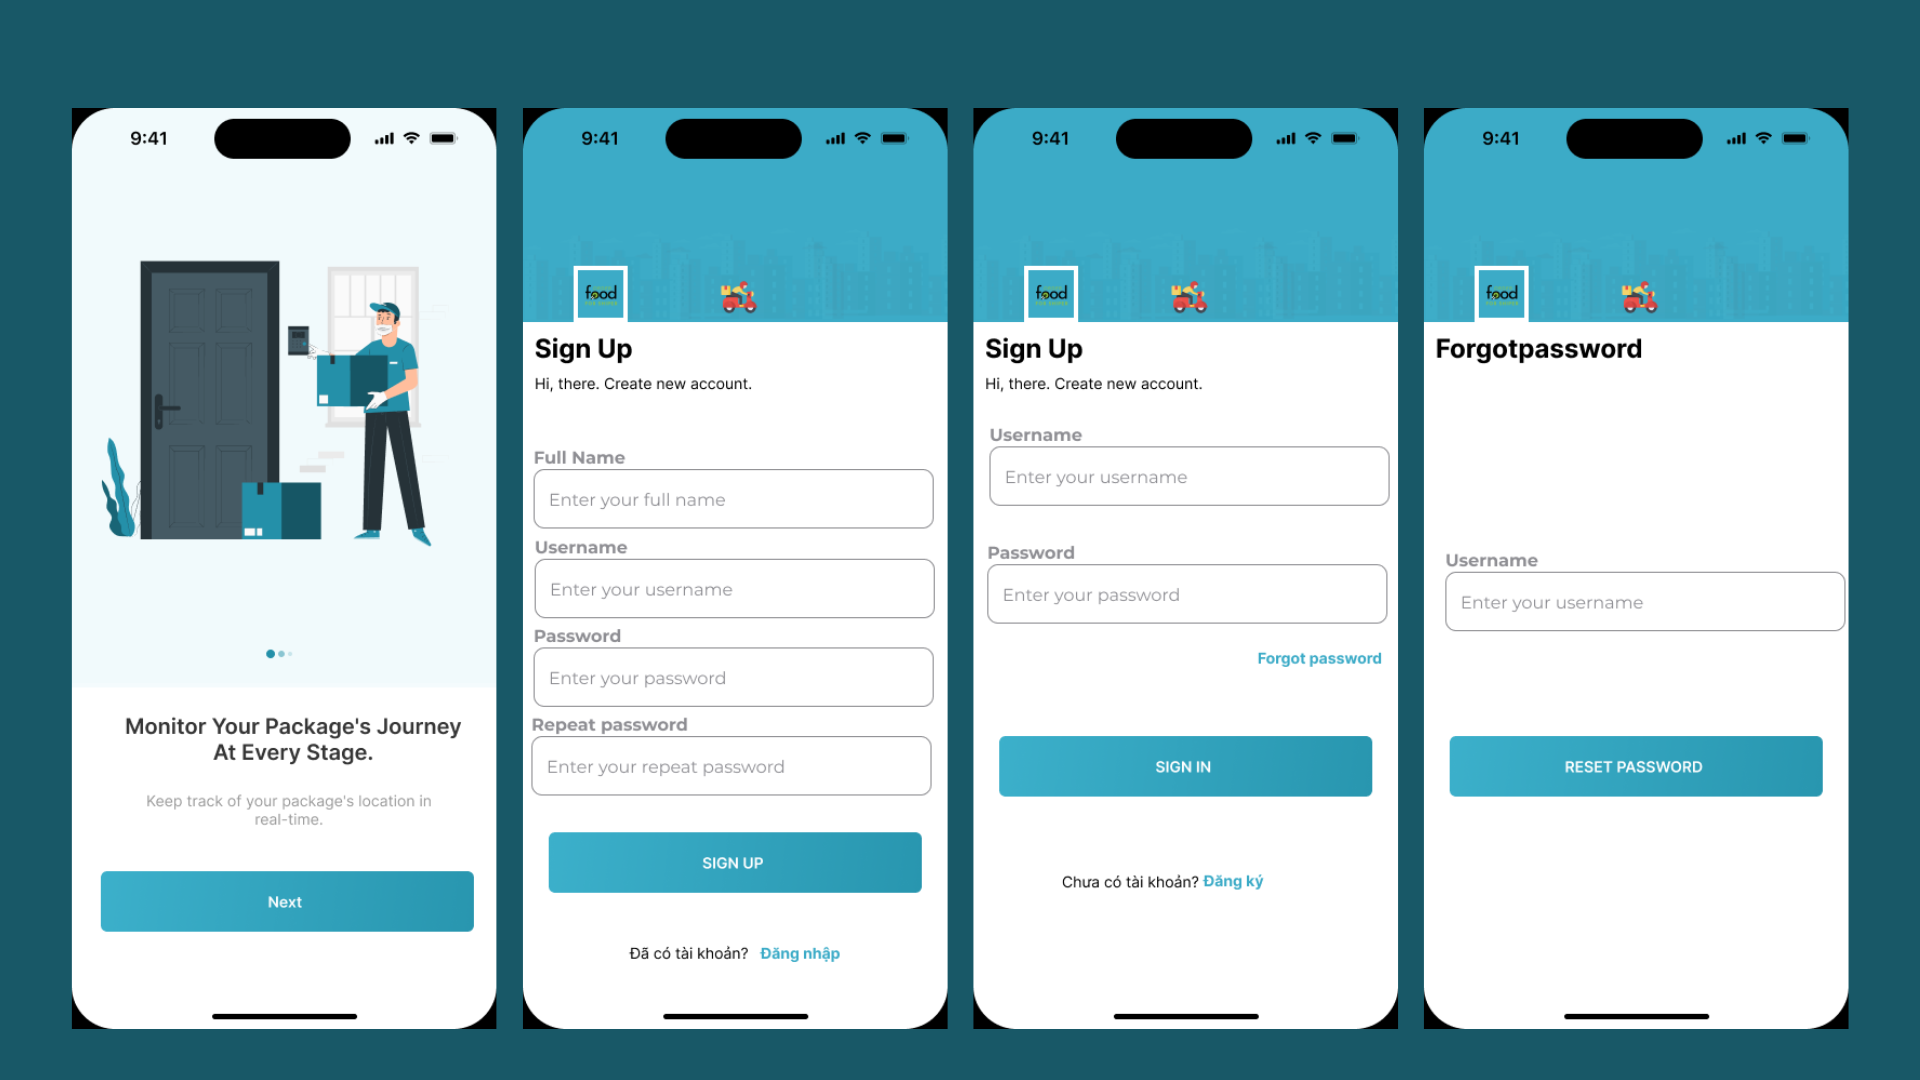 9:41
Monitor Your Package's Journey
At Every Stage.
Keep track of your package's location in
real-time.
Next
9:41
food
Sign Up
Hi, there. Create new account.
Full Name
Enter your full name
Username
Enter your username
Password
Enter your password
Repeat password
Enter your repeat password
SIGN UP
Đã có tài khoản? Đăng nhập
9:41
food
Sign Up
Hi, there. Create new account.
Username
Enter your username
Password
Enter your password
Forgot password
SIGN IN
Chưa có tài khoản? Đăng ký
9:41
food
Forgotpassword
Username
Enter your username
RESET PASSWORD